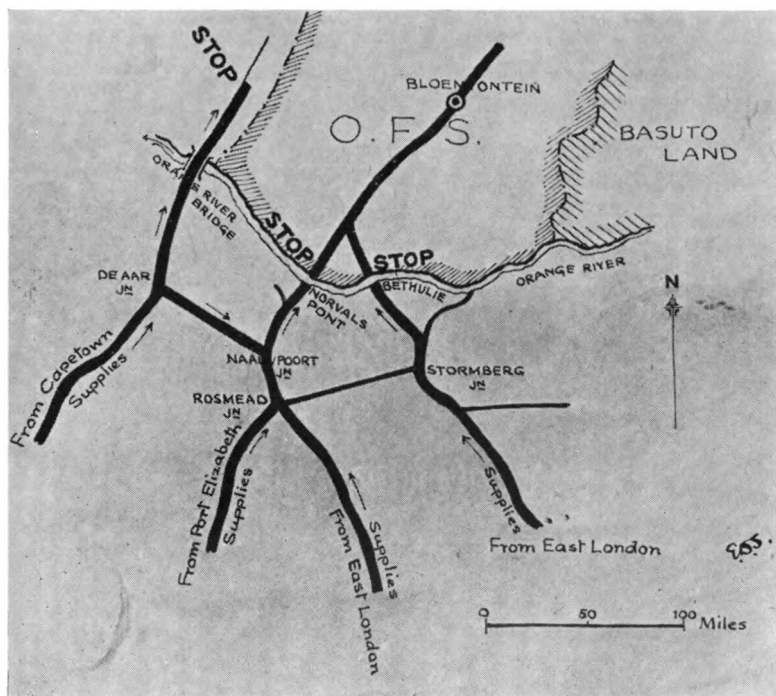 STOP
BLOEMFONTEIN
O. F. S.
BASUTO
LAND
ORANGE RIVER
BRIDGE
STOP
STOP
DE AAR
JN
NORVALS
PONT
BETHULIE
ORANGE RIVER
N
NAAUWPOORT
JN
STORMBERG
JN
ROSMEAD
JN
From Capetown
Supplies
From Port Elizabeth
Supplies
Supplies
From East London
Supplies
From East London
0 50 100 Miles